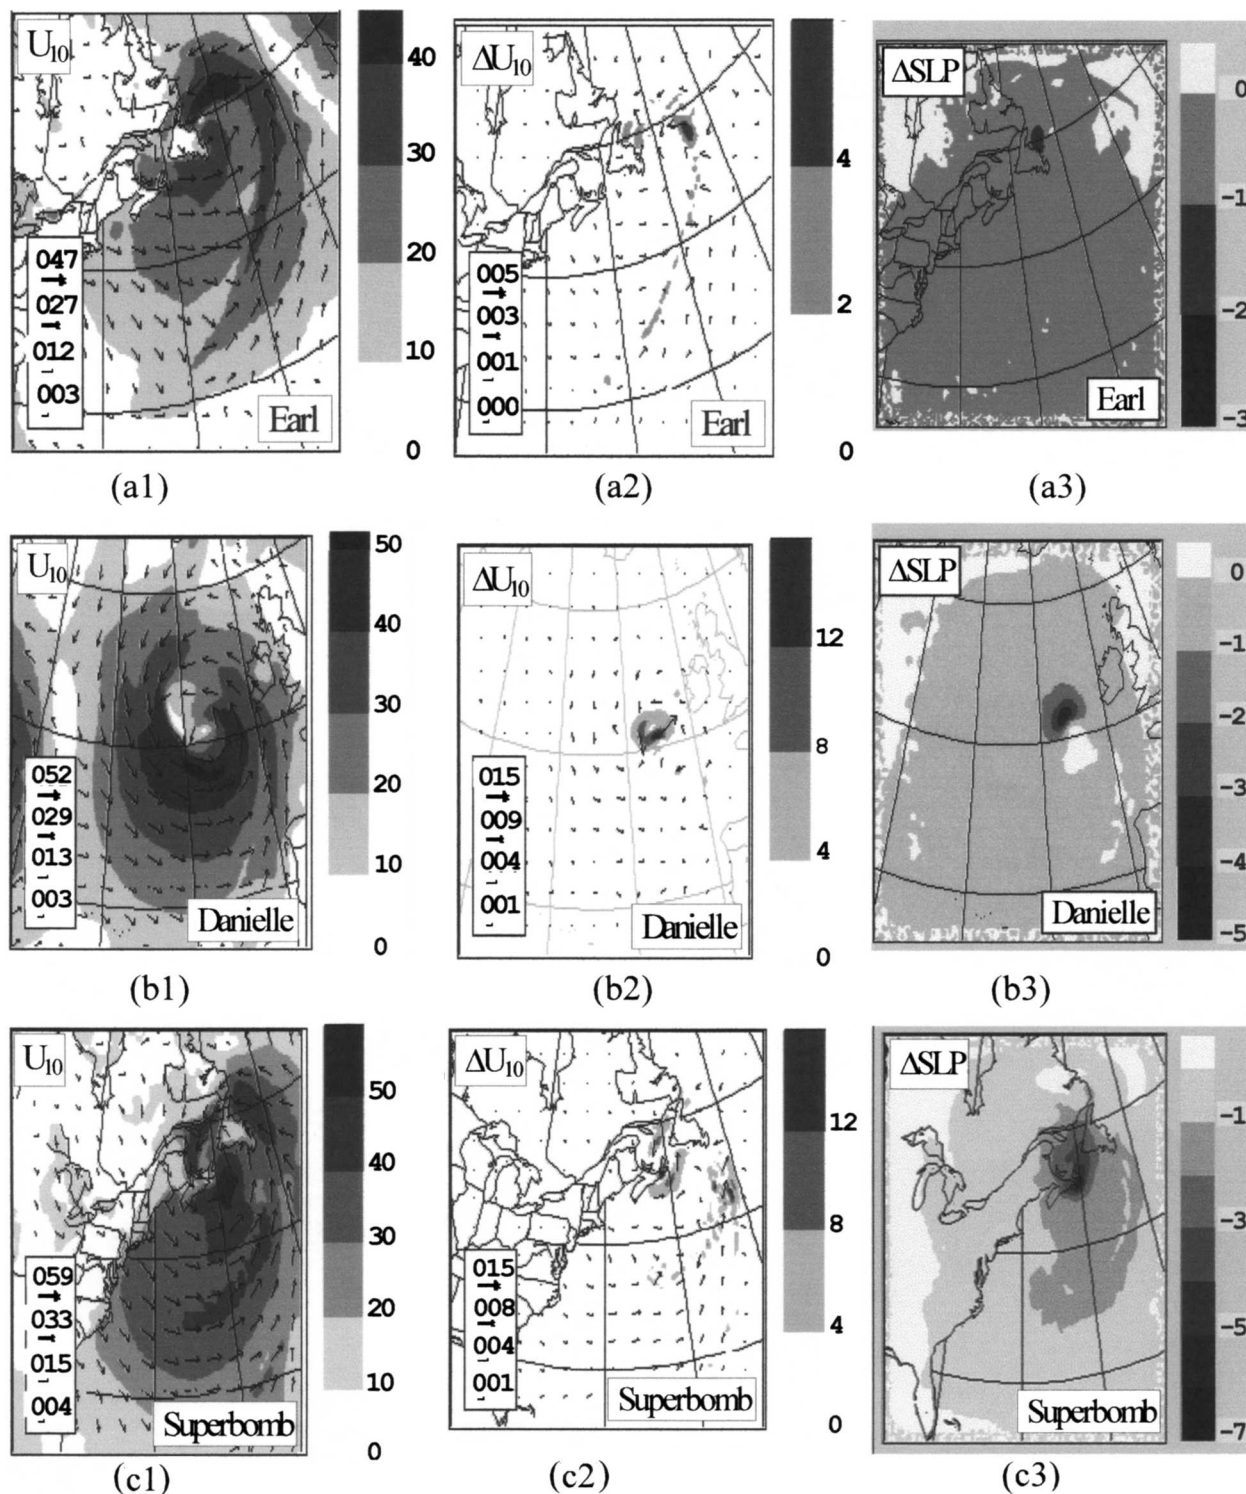 U10
40
30
20
10
0
047
027
012
003
Earl
(a1)
ΔU10
4
2
0
005
003
001
000
Earl
(a2)
ΔSLP
0
-1
-2
-3
Earl
(a3)
U10
50
40
30
20
10
0
052
029
013
003
Danielle
(b1)
ΔU10
12
8
4
0
015
009
004
001
Danielle
(b2)
ΔSLP
0
-1
-2
-3
-4
-5
Danielle
(b3)
U10
50
40
30
20
10
0
059
033
015
004
Superbomb
(c1)
ΔU10
12
8
4
0
015
008
004
001
Superbomb
(c2)
ΔSLP
-1
-3
-5
-7
Superbomb
(c3)